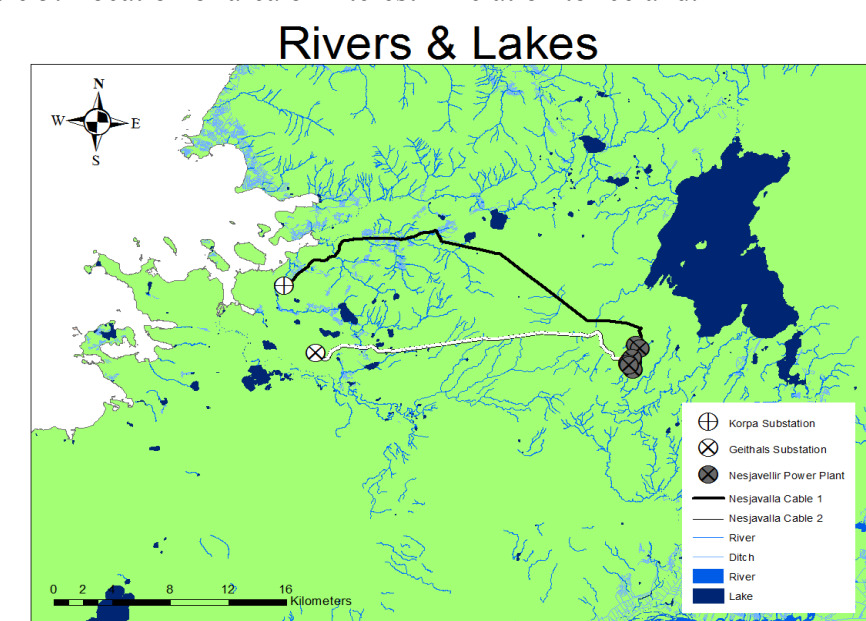 Rivers & Lakes
N
W E
S
Korpa Substation
Geithals Substation
Nesjavellir Power Plant
Nesjavalla Cable 1
Nesjavalla Cable 2
River
Ditch
River
Lake
0 2 4 8 12 16
Kilometers